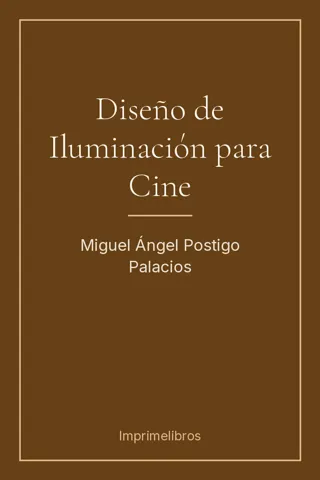 Diseño de
Iluminación para
Cine
Miguel Ángel Postigo
Palacios
Imprimelibros